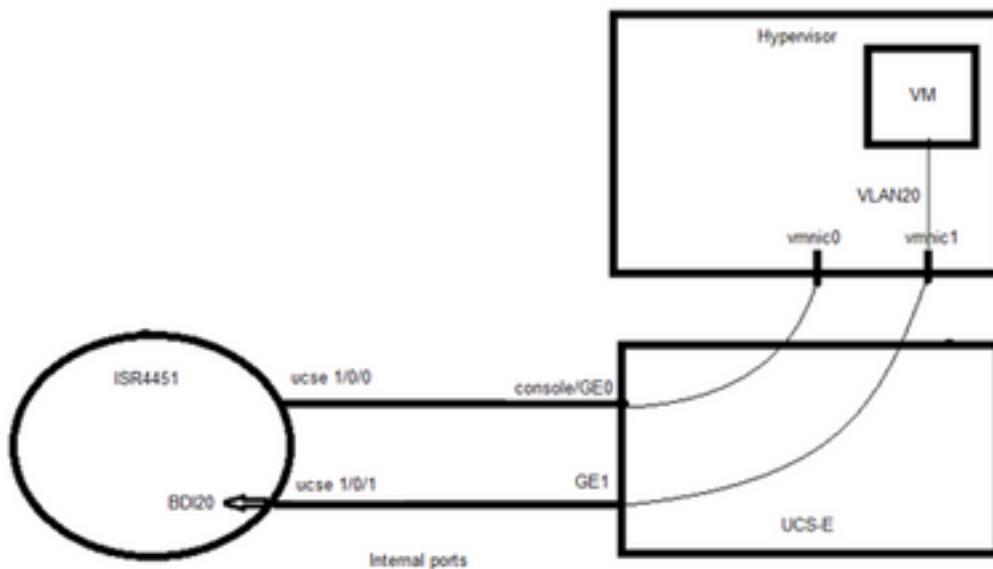 Hypervisor
VM
VLAN20
vmnic0
vmnic1
ISR4451
ucse 1/0/0
console/GE0
BDI20
ucse 1/0/1
GE1
UCS-E
Internal ports